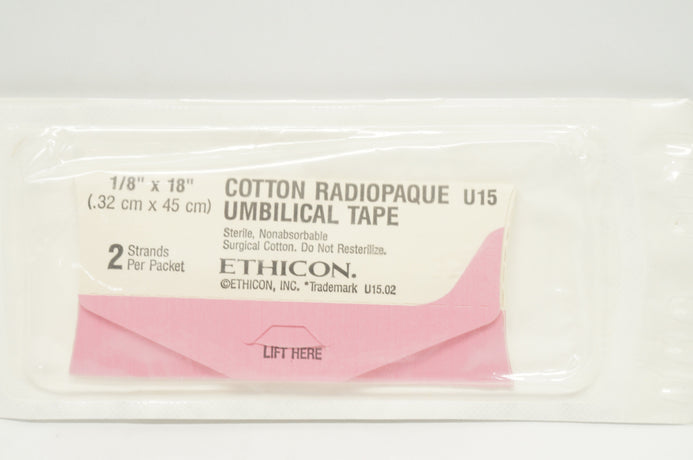 1/8" x 18"
(.32 cm x 45 cm)
2 Strands
Per Packet
COTTON RADIOPAQUE U15
UMBILICAL TAPE
Sterile, Nonabsorbable
Surgical Cotton. Do Not Resterilize.
ETHICON.
©ETHICON, INC. *Trademark U15.02
LIFT HERE